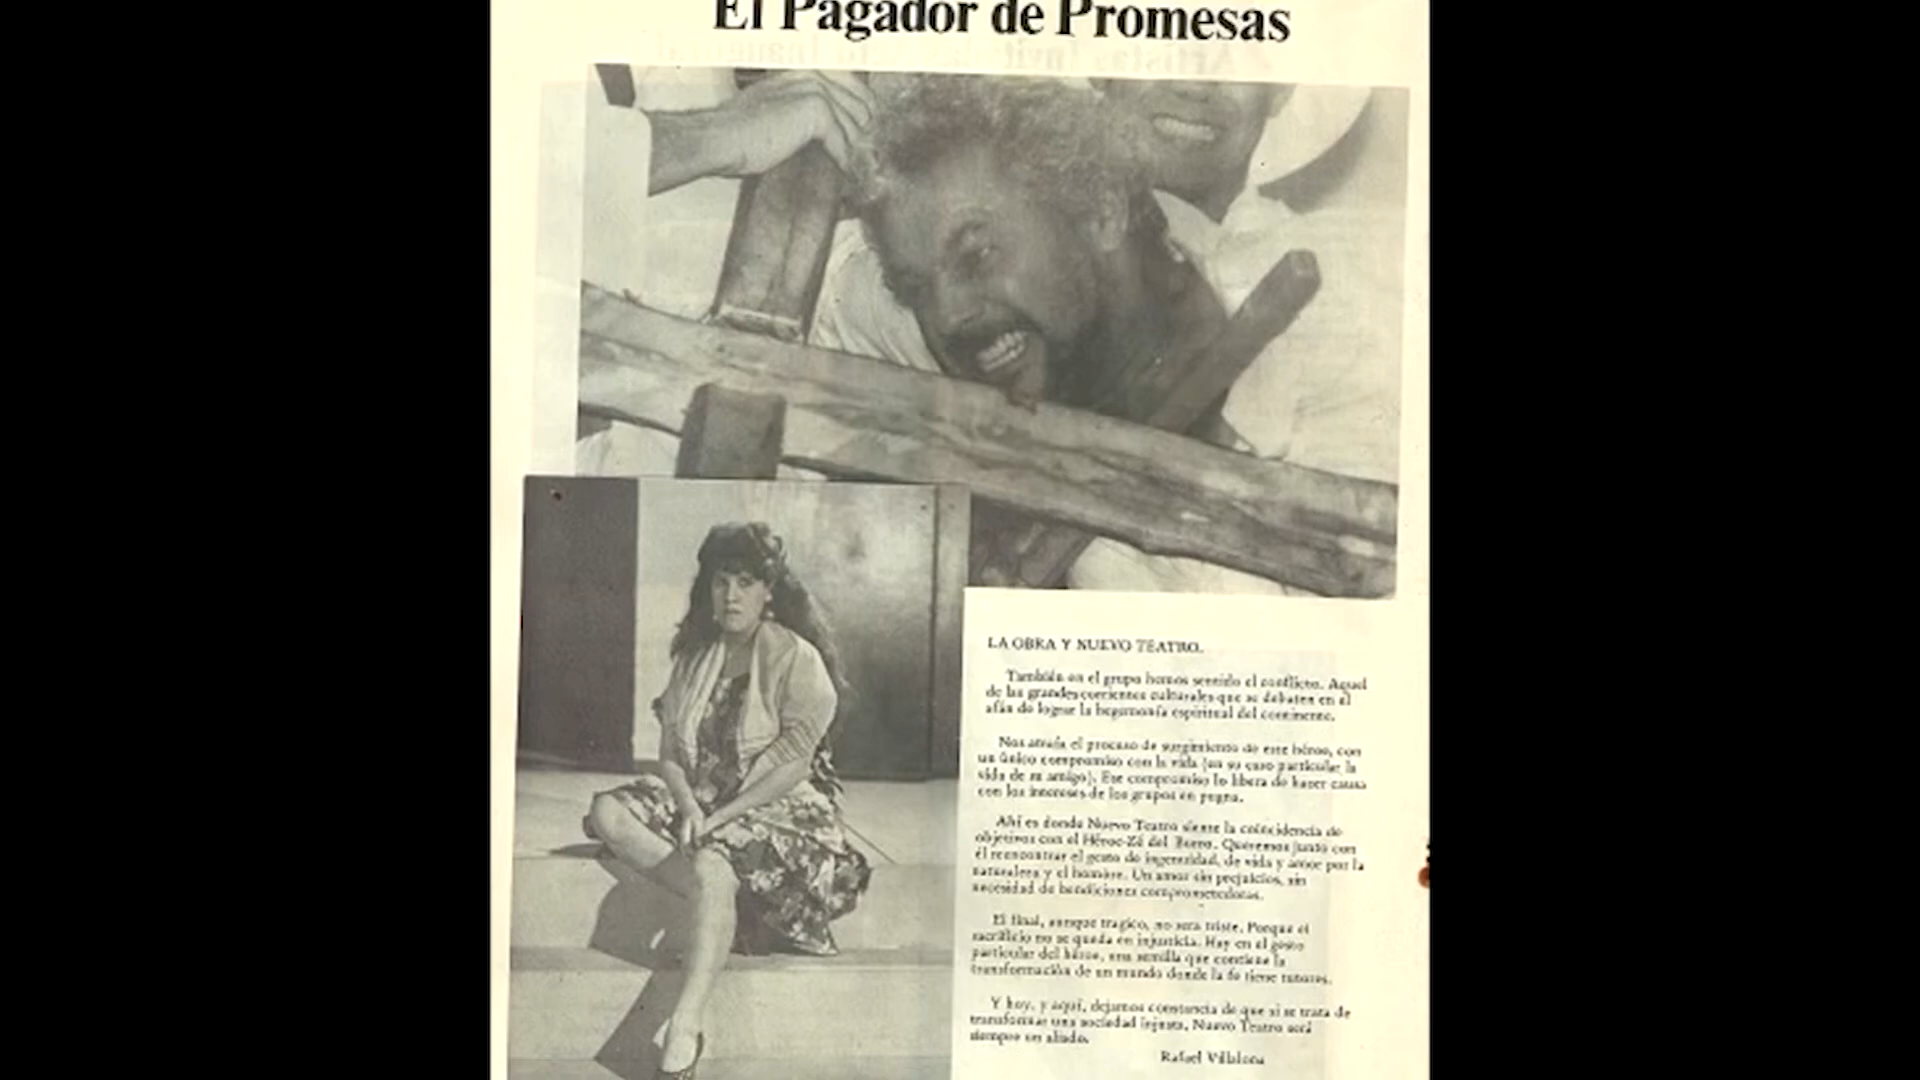 El Pagador de Promesas
LA OBRA Y NUEVO TEATRO.
También en el grupo hemos sentido el conflicto. Aquel
de las grandes corrientes culturales que se debaten en el
afán de lograr la hegemonía espiritual del continente.
Nos atraía el proceso de surgimiento de este héroe, con
un único compromiso con la vida (en su caso particular la
vida de su amigo). Ese compromiso lo libera de hacer causa
con los intereses de los grupos en pugna.
Ahí es donde Nuevo Teatro siente la coincidencia de
objetivos con el Héroe-Zé del Burro. Queremos junto con
él reencontrar el gesto de ingenuidad, de vida y amor por la
naturaleza y el hombre. Un amor sin prejuicios, sin
necesidad de bendiciones comprometedoras.
El final, aunque tragico, no sera triste. Porque el
sacrificio no se queda en injusticia. Hay en el gesto
particular del héroe, una semilla que contiene la
transformación de un mundo donde la fe tiene tutores.
Y hoy, y aquí, dejamos constancia de que si se trata de
transformar una sociedad injusta, Nuevo Teatro será
siempre un aliado.
Rafael Villalona